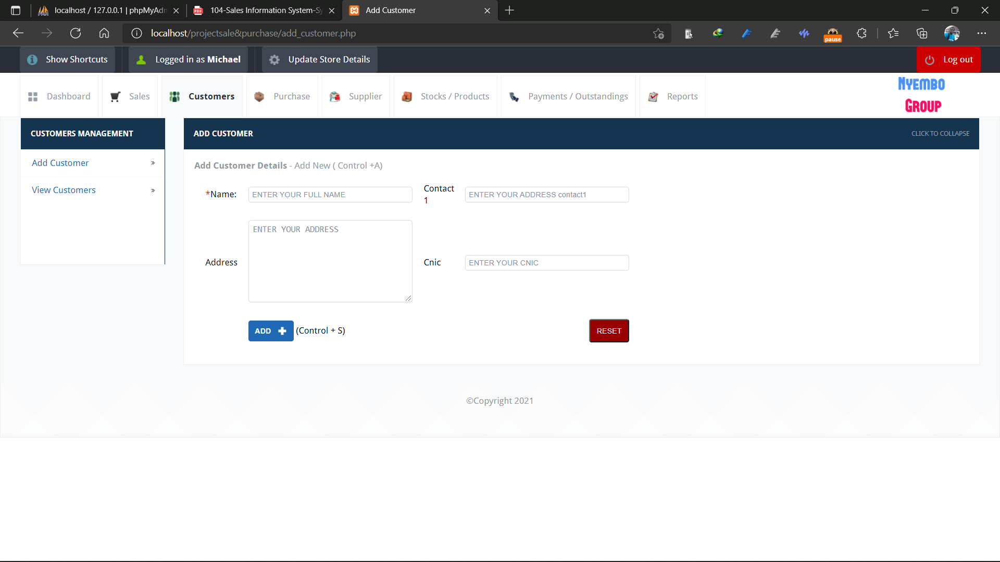 localhost / 127.0.0.1 | phpMyAdm
104-Sales Information System-Sy
Add Customer
localhost/projectsale&purchase/add_customer.php
pause
Show Shortcuts
Logged in as Michael
Update Store Details
Log out
Dashboard
Sales
Customers
Purchase
Supplier
Stocks / Products
Payments / Outstandings
Reports
Nyembo
Group
CUSTOMERS MANAGEMENT
Add Customer »
View Customers »
ADD CUSTOMER
CLICK TO COLLAPSE
Add Customer Details - Add New ( Control +A)
*Name:
ENTER YOUR FULL NAME
Contact
1
ENTER YOUR ADDRESS contact1
Address
ENTER YOUR ADDRESS
Cnic
ENTER YOUR CNIC
ADD
(Control + S)
RESET
©Copyright 2021